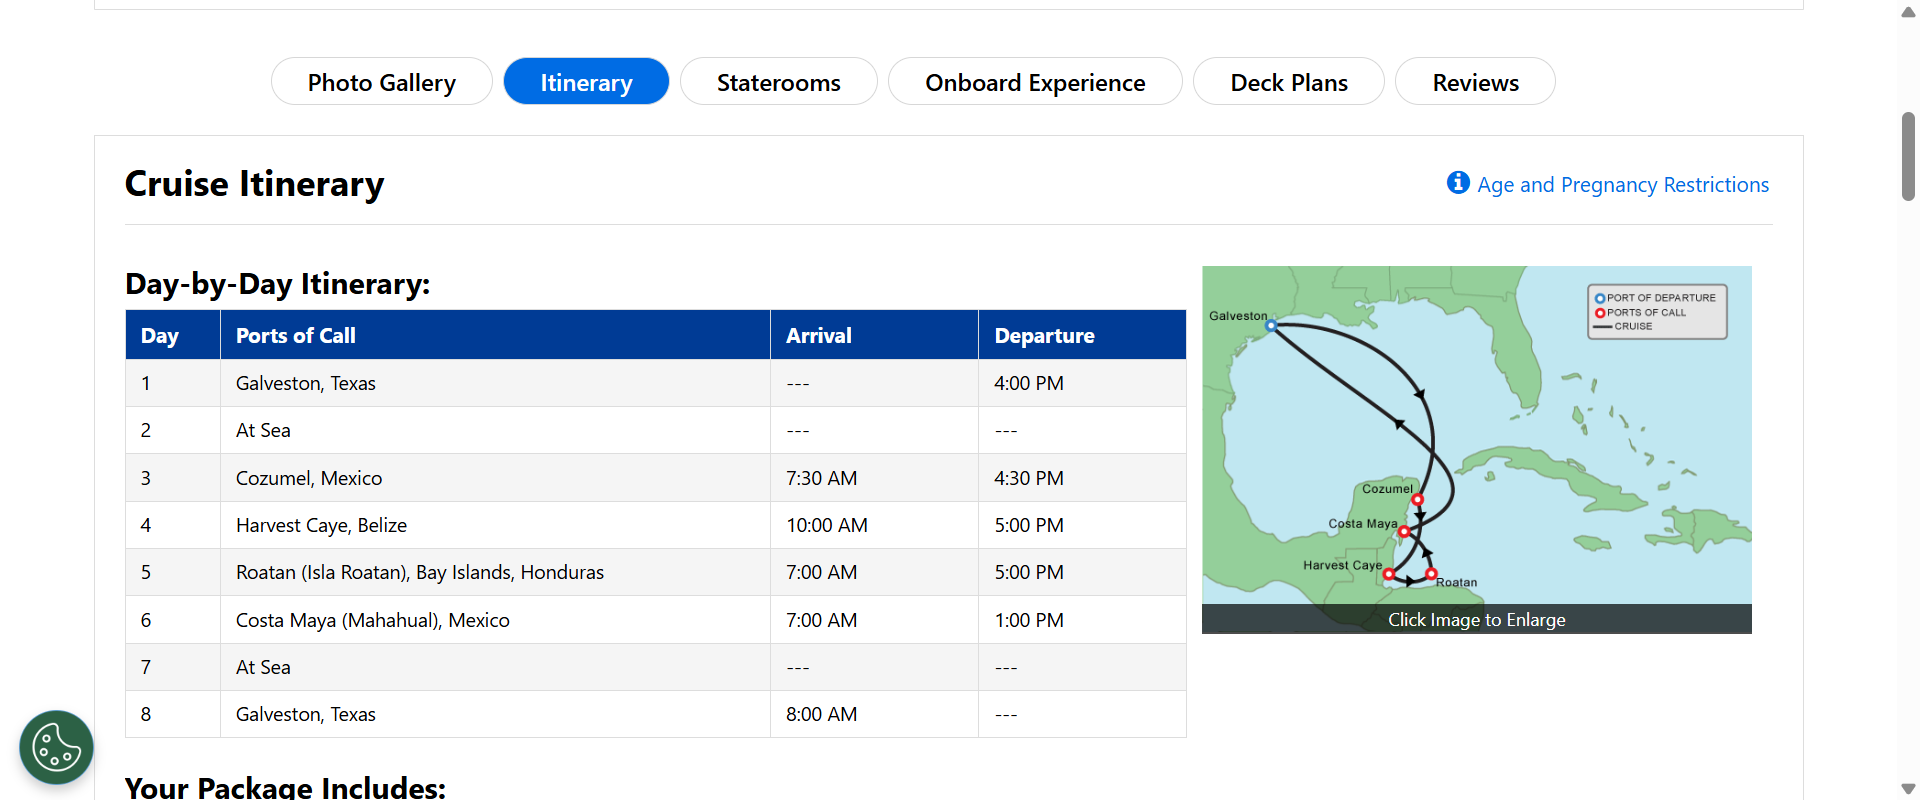 Photo Gallery
Itinerary
Staterooms
Onboard Experience
Deck Plans
Reviews
Cruise Itinerary
Age and Pregnancy Restrictions
Day-by-Day Itinerary:
Day Ports of Call Arrival Departure
1 Galveston, Texas --- 4:00 PM
2 At Sea --- ---
3 Cozumel, Mexico 7:30 AM 4:30 PM
4 Harvest Caye, Belize 10:00 AM 5:00 PM
5 Roatan (Isla Roatan), Bay Islands, Honduras 7:00 AM 5:00 PM
6 Costa Maya (Mahahual), Mexico 7:00 AM 1:00 PM
7 At Sea --- ---
8 Galveston, Texas 8:00 AM ---
PORT OF DEPARTURE
PORTS OF CALL
CRUISE
Galveston
Cozumel
Costa Maya
Harvest Caye
Roatan
Click Image to Enlarge
Your Package Includes: